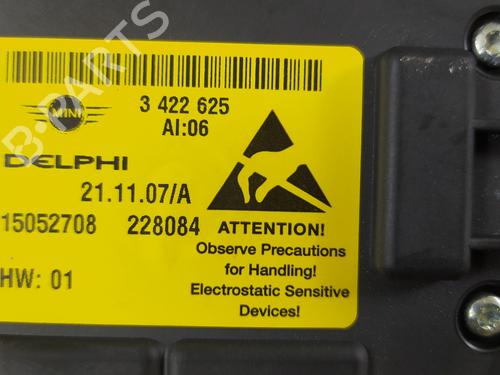 B-PARTS
MINI
3 422 625
AI:06
DELPHI
21.11.07/A
15052708 228084
HW: 01
ATTENTION!
Observe Precautions
for Handling!
Electrostatic Sensitive
Devices!